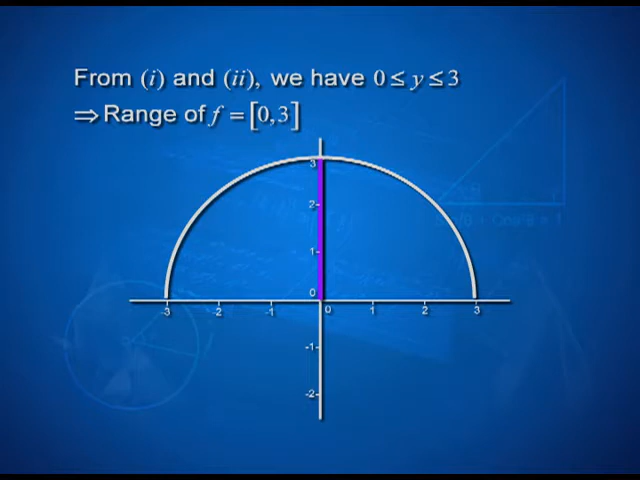 From (i) and (ii), we have 0 ≤ y ≤ 3
⇒ Range of f = [0,3]
3
2
1
0
-3 -2 -1 0 1 2 3
-1
-2